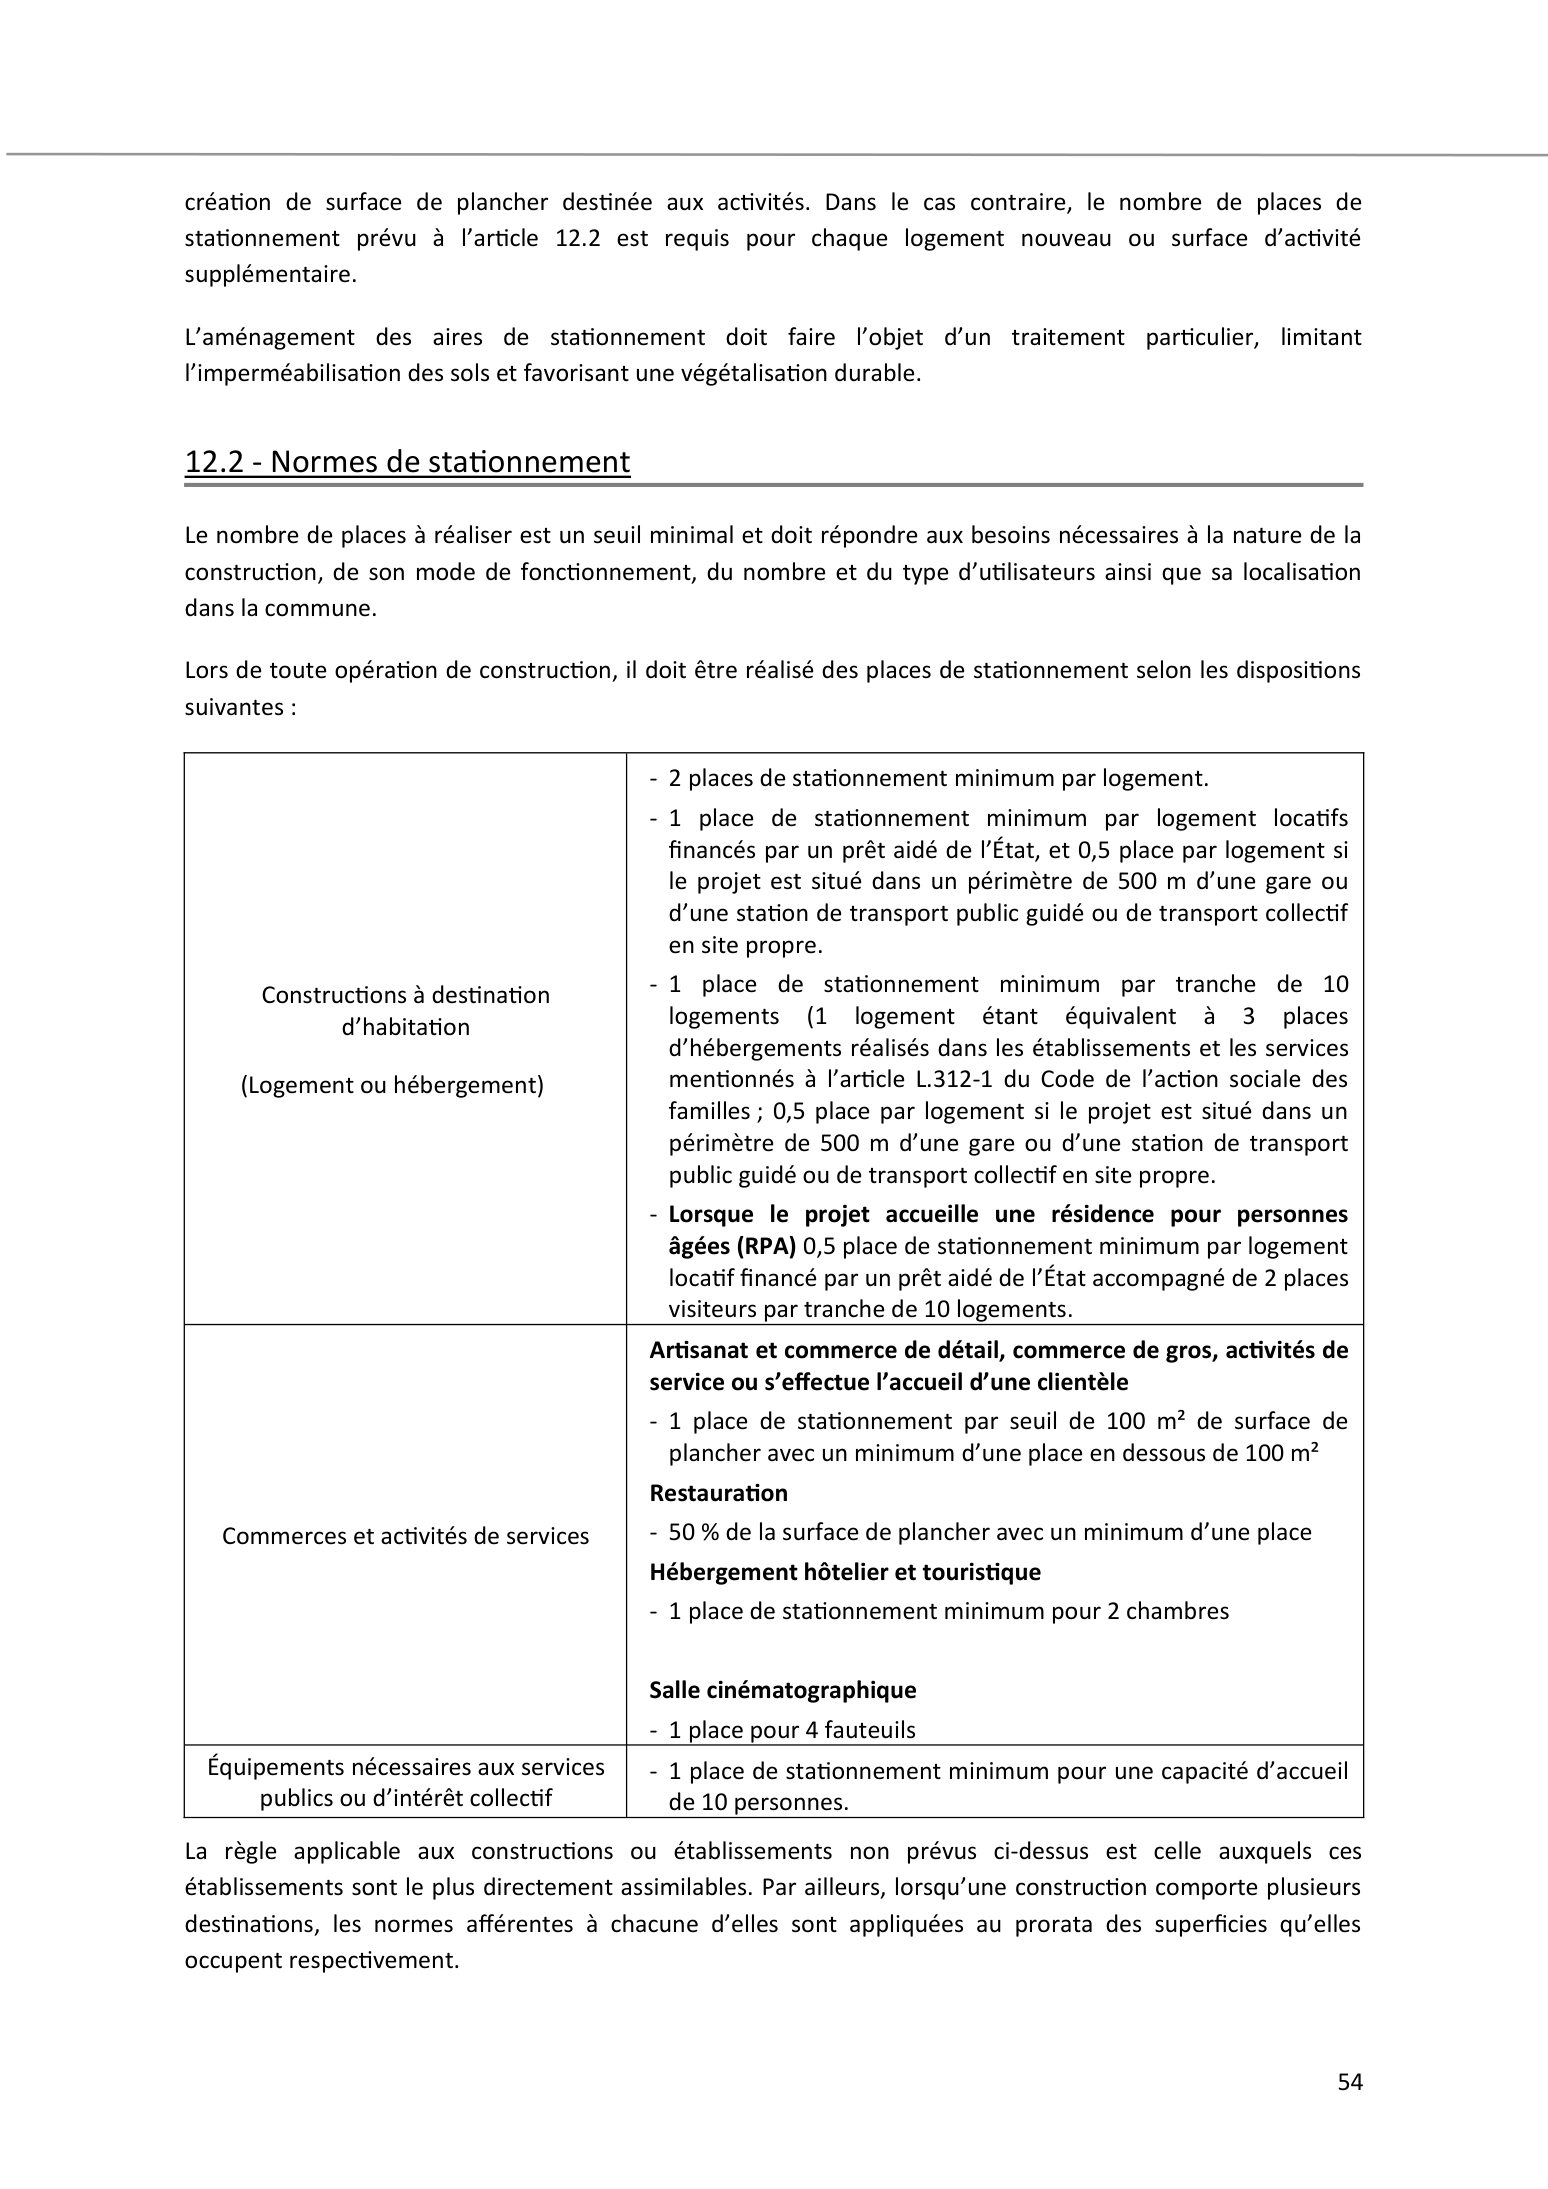 création de surface de plancher destinée aux activités. Dans le cas contraire, le nombre de places de
stationnement prévu à l’article 12.2 est requis pour chaque logement nouveau ou surface d’activité
supplémentaire.
L’aménagement des aires de stationnement doit faire l’objet d’un traitement particulier, limitant
l’imperméabilisation des sols et favorisant une végétalisation durable.
12.2 - Normes de stationnement
Le nombre de places à réaliser est un seuil minimal et doit répondre aux besoins nécessaires à la nature de la
construction, de son mode de fonctionnement, du nombre et du type d’utilisateurs ainsi que sa localisation
dans la commune.
Lors de toute opération de construction, il doit être réalisé des places de stationnement selon les dispositions
suivantes :
Constructions à destination
d’habitation
(Logement ou hébergement)
- 2 places de stationnement minimum par logement.
- 1 place de stationnement minimum par logement locatifs
financés par un prêt aidé de l’État, et 0,5 place par logement si
le projet est situé dans un périmètre de 500 m d’une gare ou
d’une station de transport public guidé ou de transport collectif
en site propre.
- 1 place de stationnement minimum par tranche de 10
logements (1 logement étant équivalent à 3 places
d’hébergements réalisés dans les établissements et les services
mentionnés à l’article L.312-1 du Code de l’action sociale des
familles ; 0,5 place par logement si le projet est situé dans un
périmètre de 500 m d’une gare ou d’une station de transport
public guidé ou de transport collectif en site propre.
- Lorsque le projet accueille une résidence pour personnes
âgées (RPA) 0,5 place de stationnement minimum par logement
locatif financé par un prêt aidé de l’État accompagné de 2 places
visiteurs par tranche de 10 logements.
Commerces et activités de services
Artisanat et commerce de détail, commerce de gros, activités de
service ou s’effectue l’accueil d’une clientèle
- 1 place de stationnement par seuil de 100 m² de surface de
plancher avec un minimum d’une place en dessous de 100 m²
Restauration
- 50 % de la surface de plancher avec un minimum d’une place
Hébergement hôtelier et touristique
- 1 place de stationnement minimum pour 2 chambres
Salle cinématographique
- 1 place pour 4 fauteuils
Équipements nécessaires aux services
publics ou d’intérêt collectif
- 1 place de stationnement minimum pour une capacité d’accueil
de 10 personnes.
La règle applicable aux constructions ou établissements non prévus ci-dessus est celle auxquels ces
établissements sont le plus directement assimilables. Par ailleurs, lorsqu’une construction comporte plusieurs
destinations, les normes afférentes à chacune d’elles sont appliquées au prorata des superficies qu’elles
occupent respectivement.
54